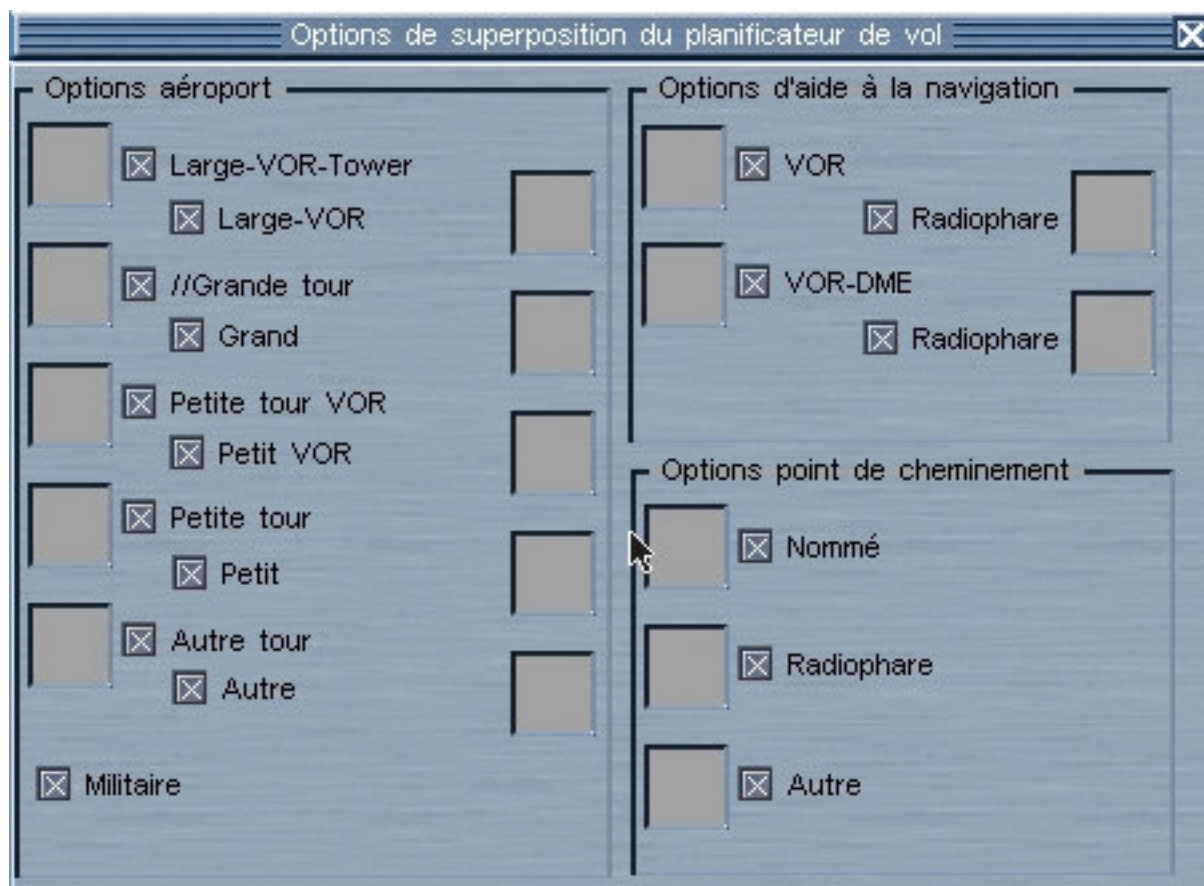 Options de superposition du planificateur de vol
Options aéroport
Large-VOR-Tower
Large-VOR
//Grande tour
Grand
Petite tour VOR
Petit VOR
Petite tour
Petit
Autre tour
Autre
Militaire
Options d'aide à la navigation
VOR
Radiophare
VOR-DME
Radiophare
Options point de cheminement
Nommé
Radiophare
Autre